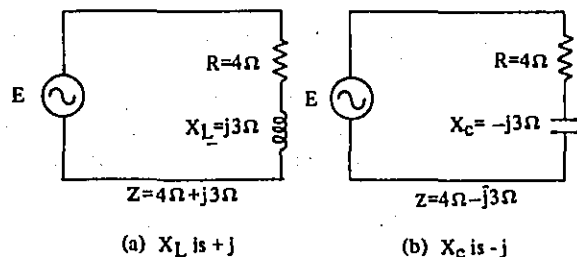 R=4Ω
E
X_L=j3Ω
Z=4Ω+j3Ω
(a) X_L is +j
R=4Ω
E
X_c= -j3Ω
Z=4Ω-j3Ω
(b) X_c is -j